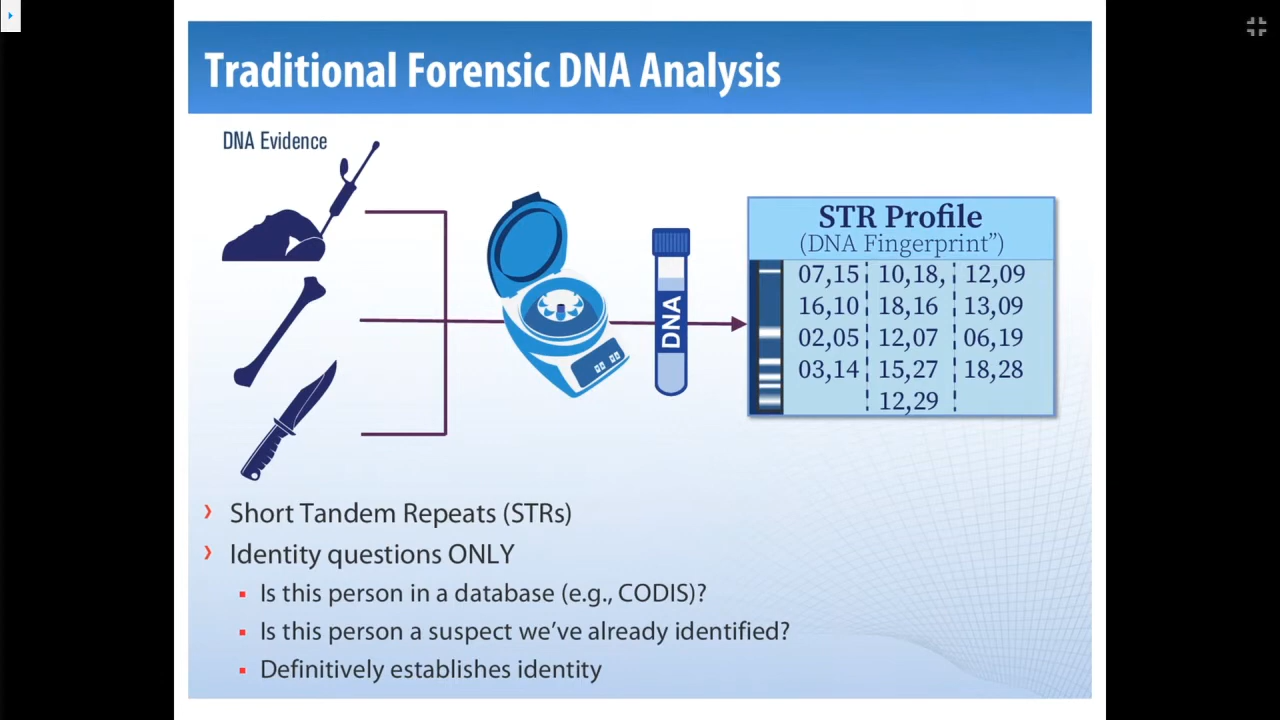 Traditional Forensic DNA Analysis
DNA Evidence
DNA
STR Profile
(DNA Fingerprint”)
07,15 10,18, 12,09
16,10 18,16 13,09
02,05 12,07 06,19
03,14 15,27 18,28
12,29
› Short Tandem Repeats (STRs)
› Identity questions ONLY
▪ Is this person in a database (e.g., CODIS)?
▪ Is this person a suspect we’ve already identified?
▪ Definitively establishes identity